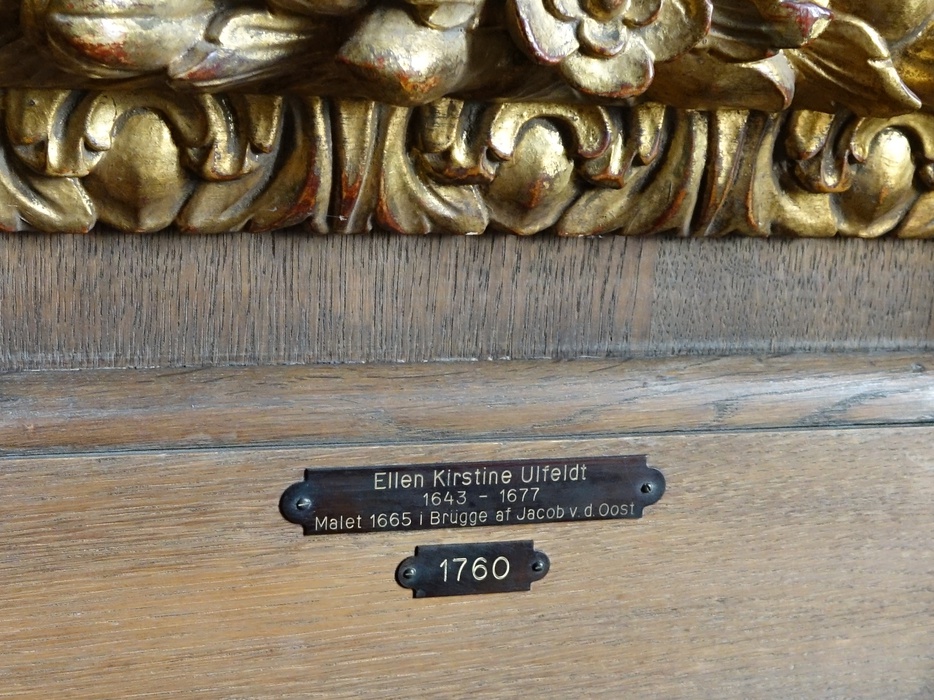 Ellen Kirstine Ulfeldt
1643 - 1677
Malet 1665 i Brügge af Jacob v. d. Oost
1760